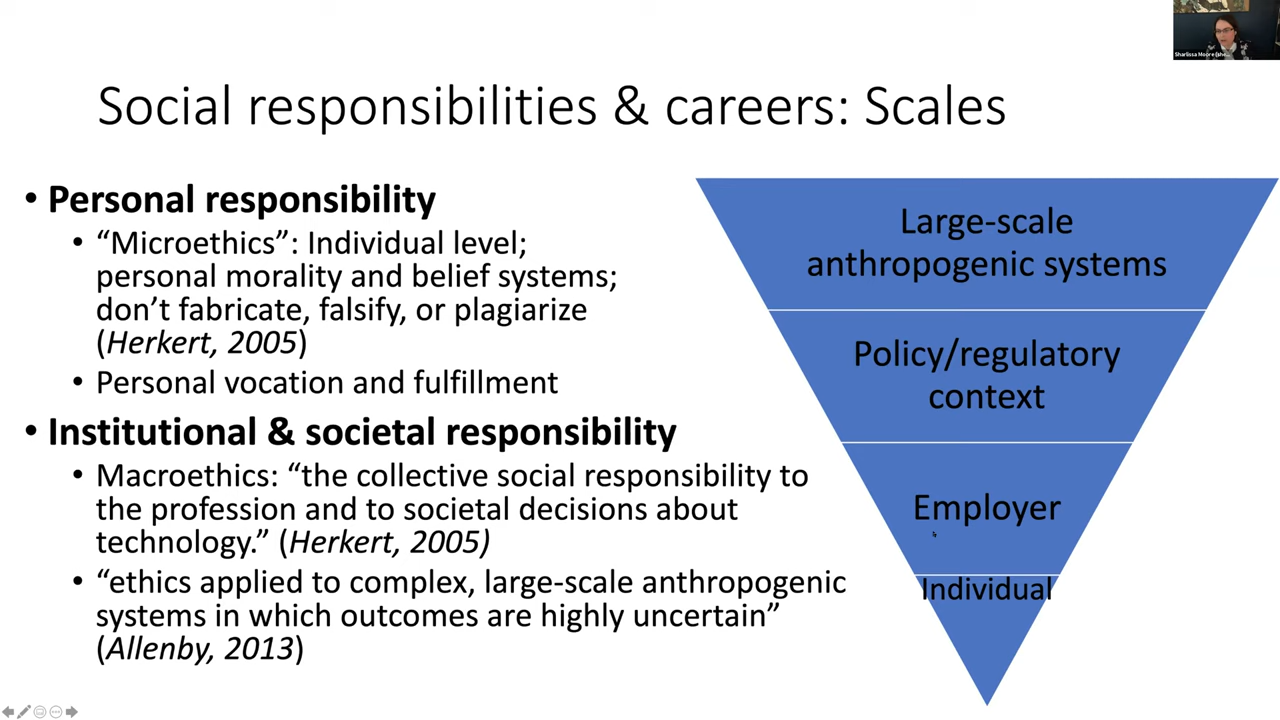 Sharlissa Moore (she...
Social responsibilities & careers: Scales
• Personal responsibility
• “Microethics”: Individual level;
personal morality and belief systems;
don’t fabricate, falsify, or plagiarize
(Herkert, 2005)
• Personal vocation and fulfillment
• Institutional & societal responsibility
• Macroethics: “the collective social responsibility to
the profession and to societal decisions about
technology.” (Herkert, 2005)
• “ethics applied to complex, large-scale anthropogenic
systems in which outcomes are highly uncertain”
(Allenby, 2013)
Large-scale
anthropogenic systems
Policy/regulatory
context
Employer
Individual